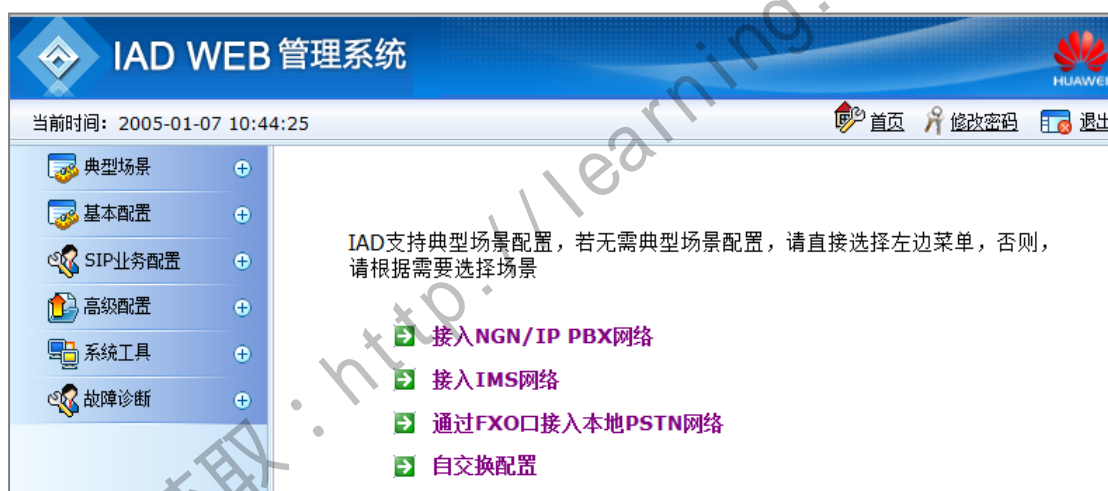 IAD WEB 管理系统
HUAWEI
当前时间：2005-01-07 10:44:25
首页 修改密码 退出
典型场景
基本配置
SIP业务配置
高级配置
系统工具
故障诊断
IAD支持典型场景配置，若无需典型场景配置，请直接选择左边菜单，否则，
请根据需要选择场景
接入NGN/IP PBX网络
接入IMS网络
通过FXO口接入本地PSTN网络
自交换配置
：http://learning.